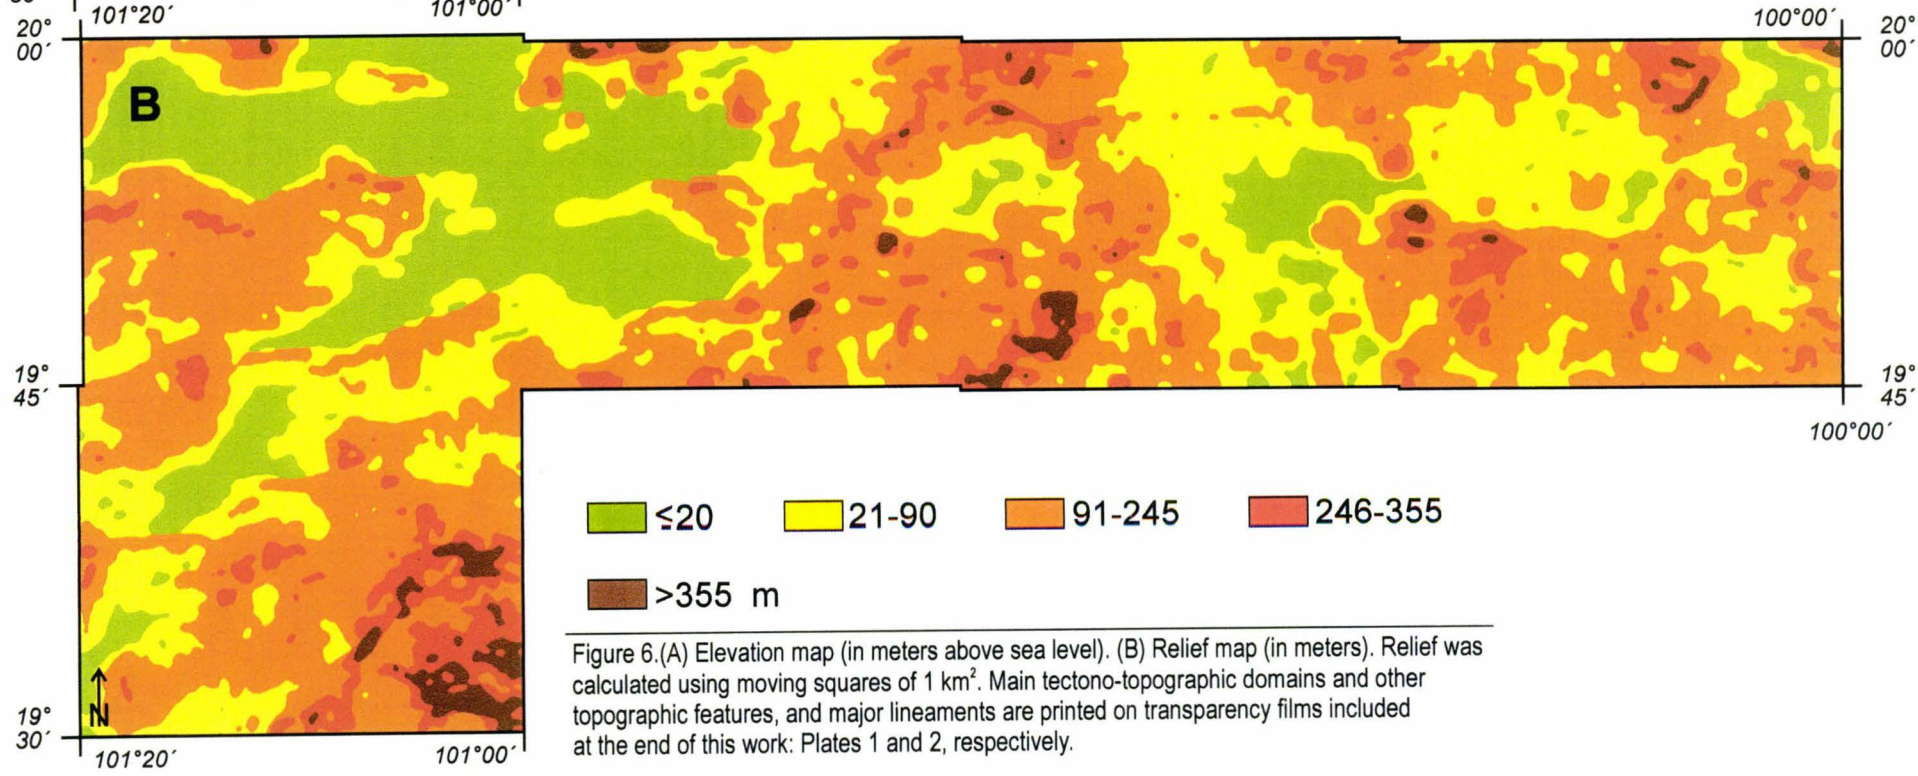 101°20´
101°00´
100°00´
20°
00´
20°
00´
B
19°
45´
19°
45´
100°00´
≤20
21-90
91-245
246-355
>355 m
N
19°
30´
101°20´
101°00´
Figure 6.(A) Elevation map (in meters above sea level). (B) Relief map (in meters). Relief was
calculated using moving squares of 1 km². Main tectono-topographic domains and other
topographic features, and major lineaments are printed on transparency films included
at the end of this work: Plates 1 and 2, respectively.